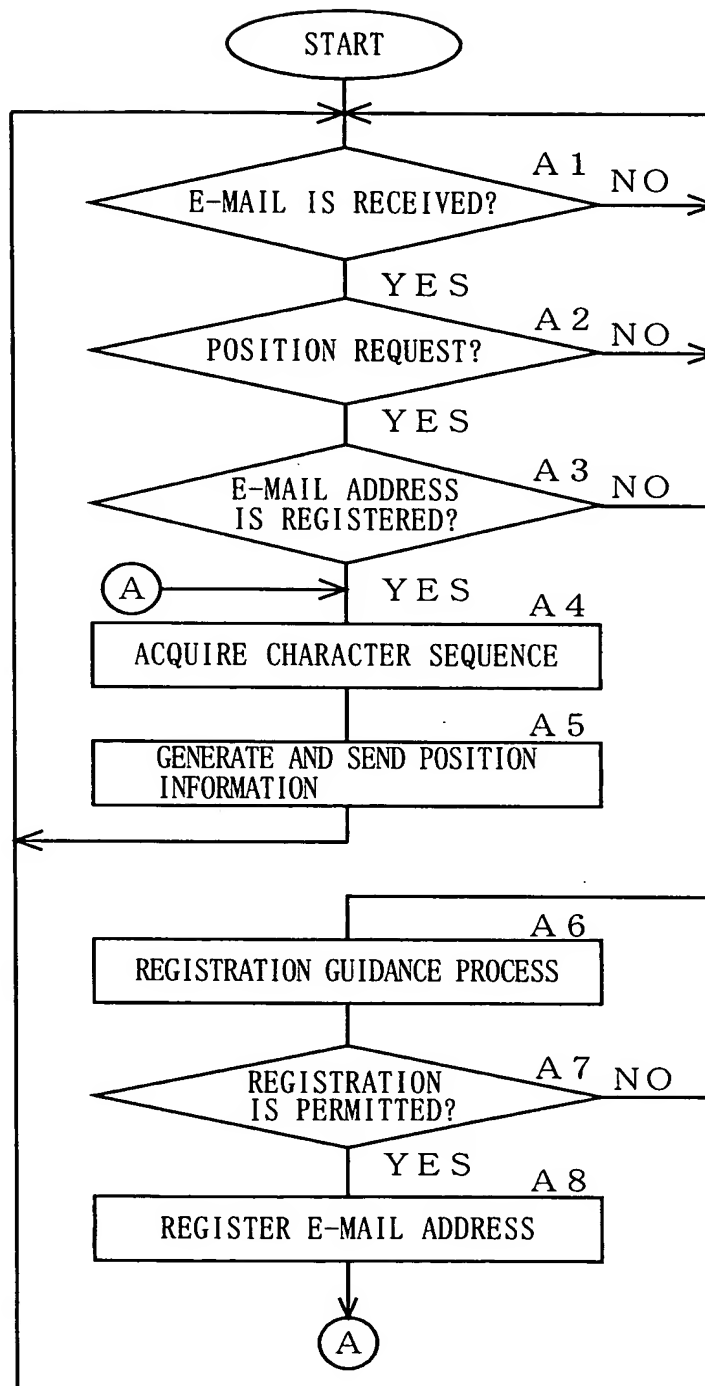 START
A1
E-MAIL IS RECEIVED?
NO
YES
A2
POSITION REQUEST?
NO
YES
A3
E-MAIL ADDRESS
IS REGISTERED?
NO
A
YES
A4
ACQUIRE CHARACTER SEQUENCE
A5
GENERATE AND SEND POSITION
INFORMATION
A6
REGISTRATION GUIDANCE PROCESS
A7
REGISTRATION
IS PERMITTED?
NO
YES
A8
REGISTER E-MAIL ADDRESS
A